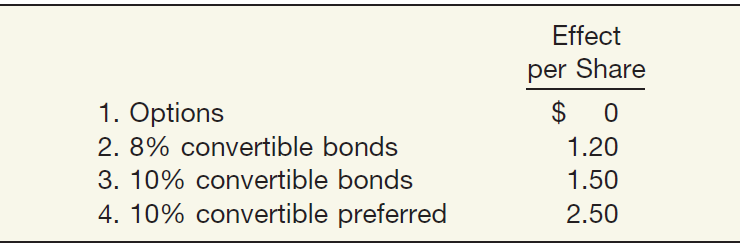 Effect
per Share
1. Options $ 0
2. 8% convertible bonds 1.20
3. 10% convertible bonds 1.50
4. 10% convertible preferred 2.50